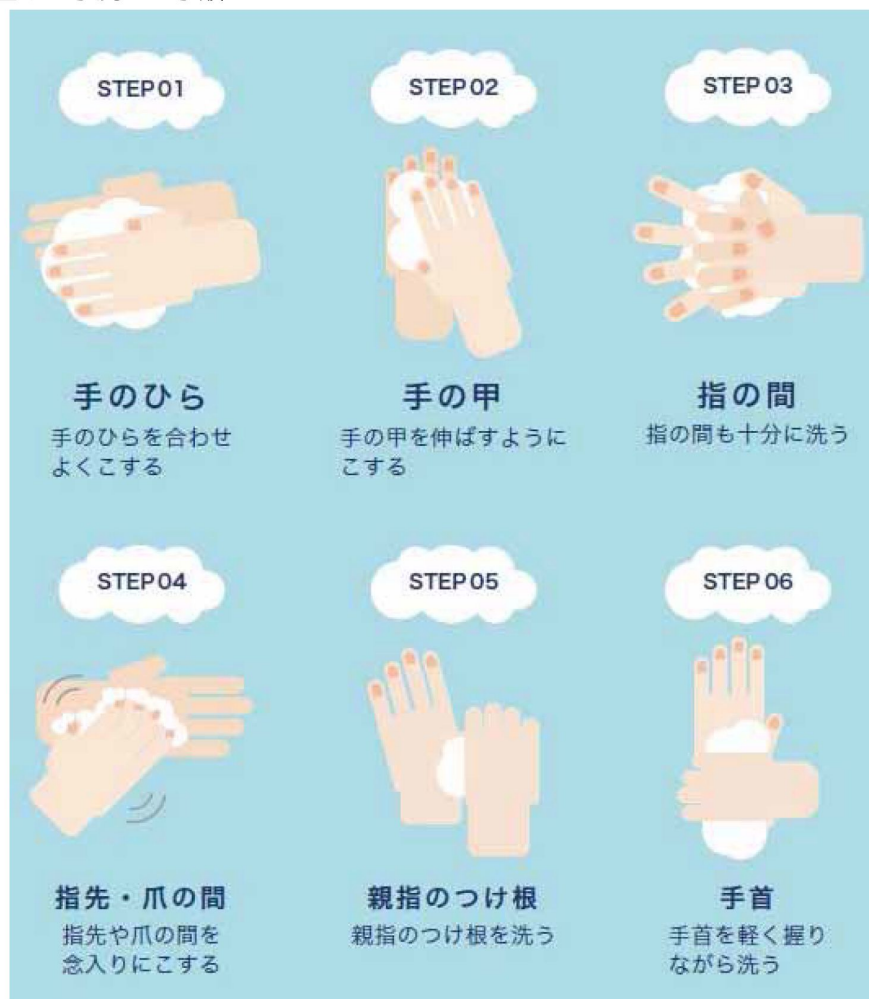 STEP01
手のひら
手のひらを合わせ
よくこする
STEP02
手の甲
手の甲を伸ばすように
こする
STEP03
指の間
指の間も十分に洗う
STEP04
指先・爪の間
指先や爪の間を
念入りにこする
STEP05
親指のつけ根
親指のつけ根を洗う
STEP06
手首
手首を軽く握り
ながら洗う